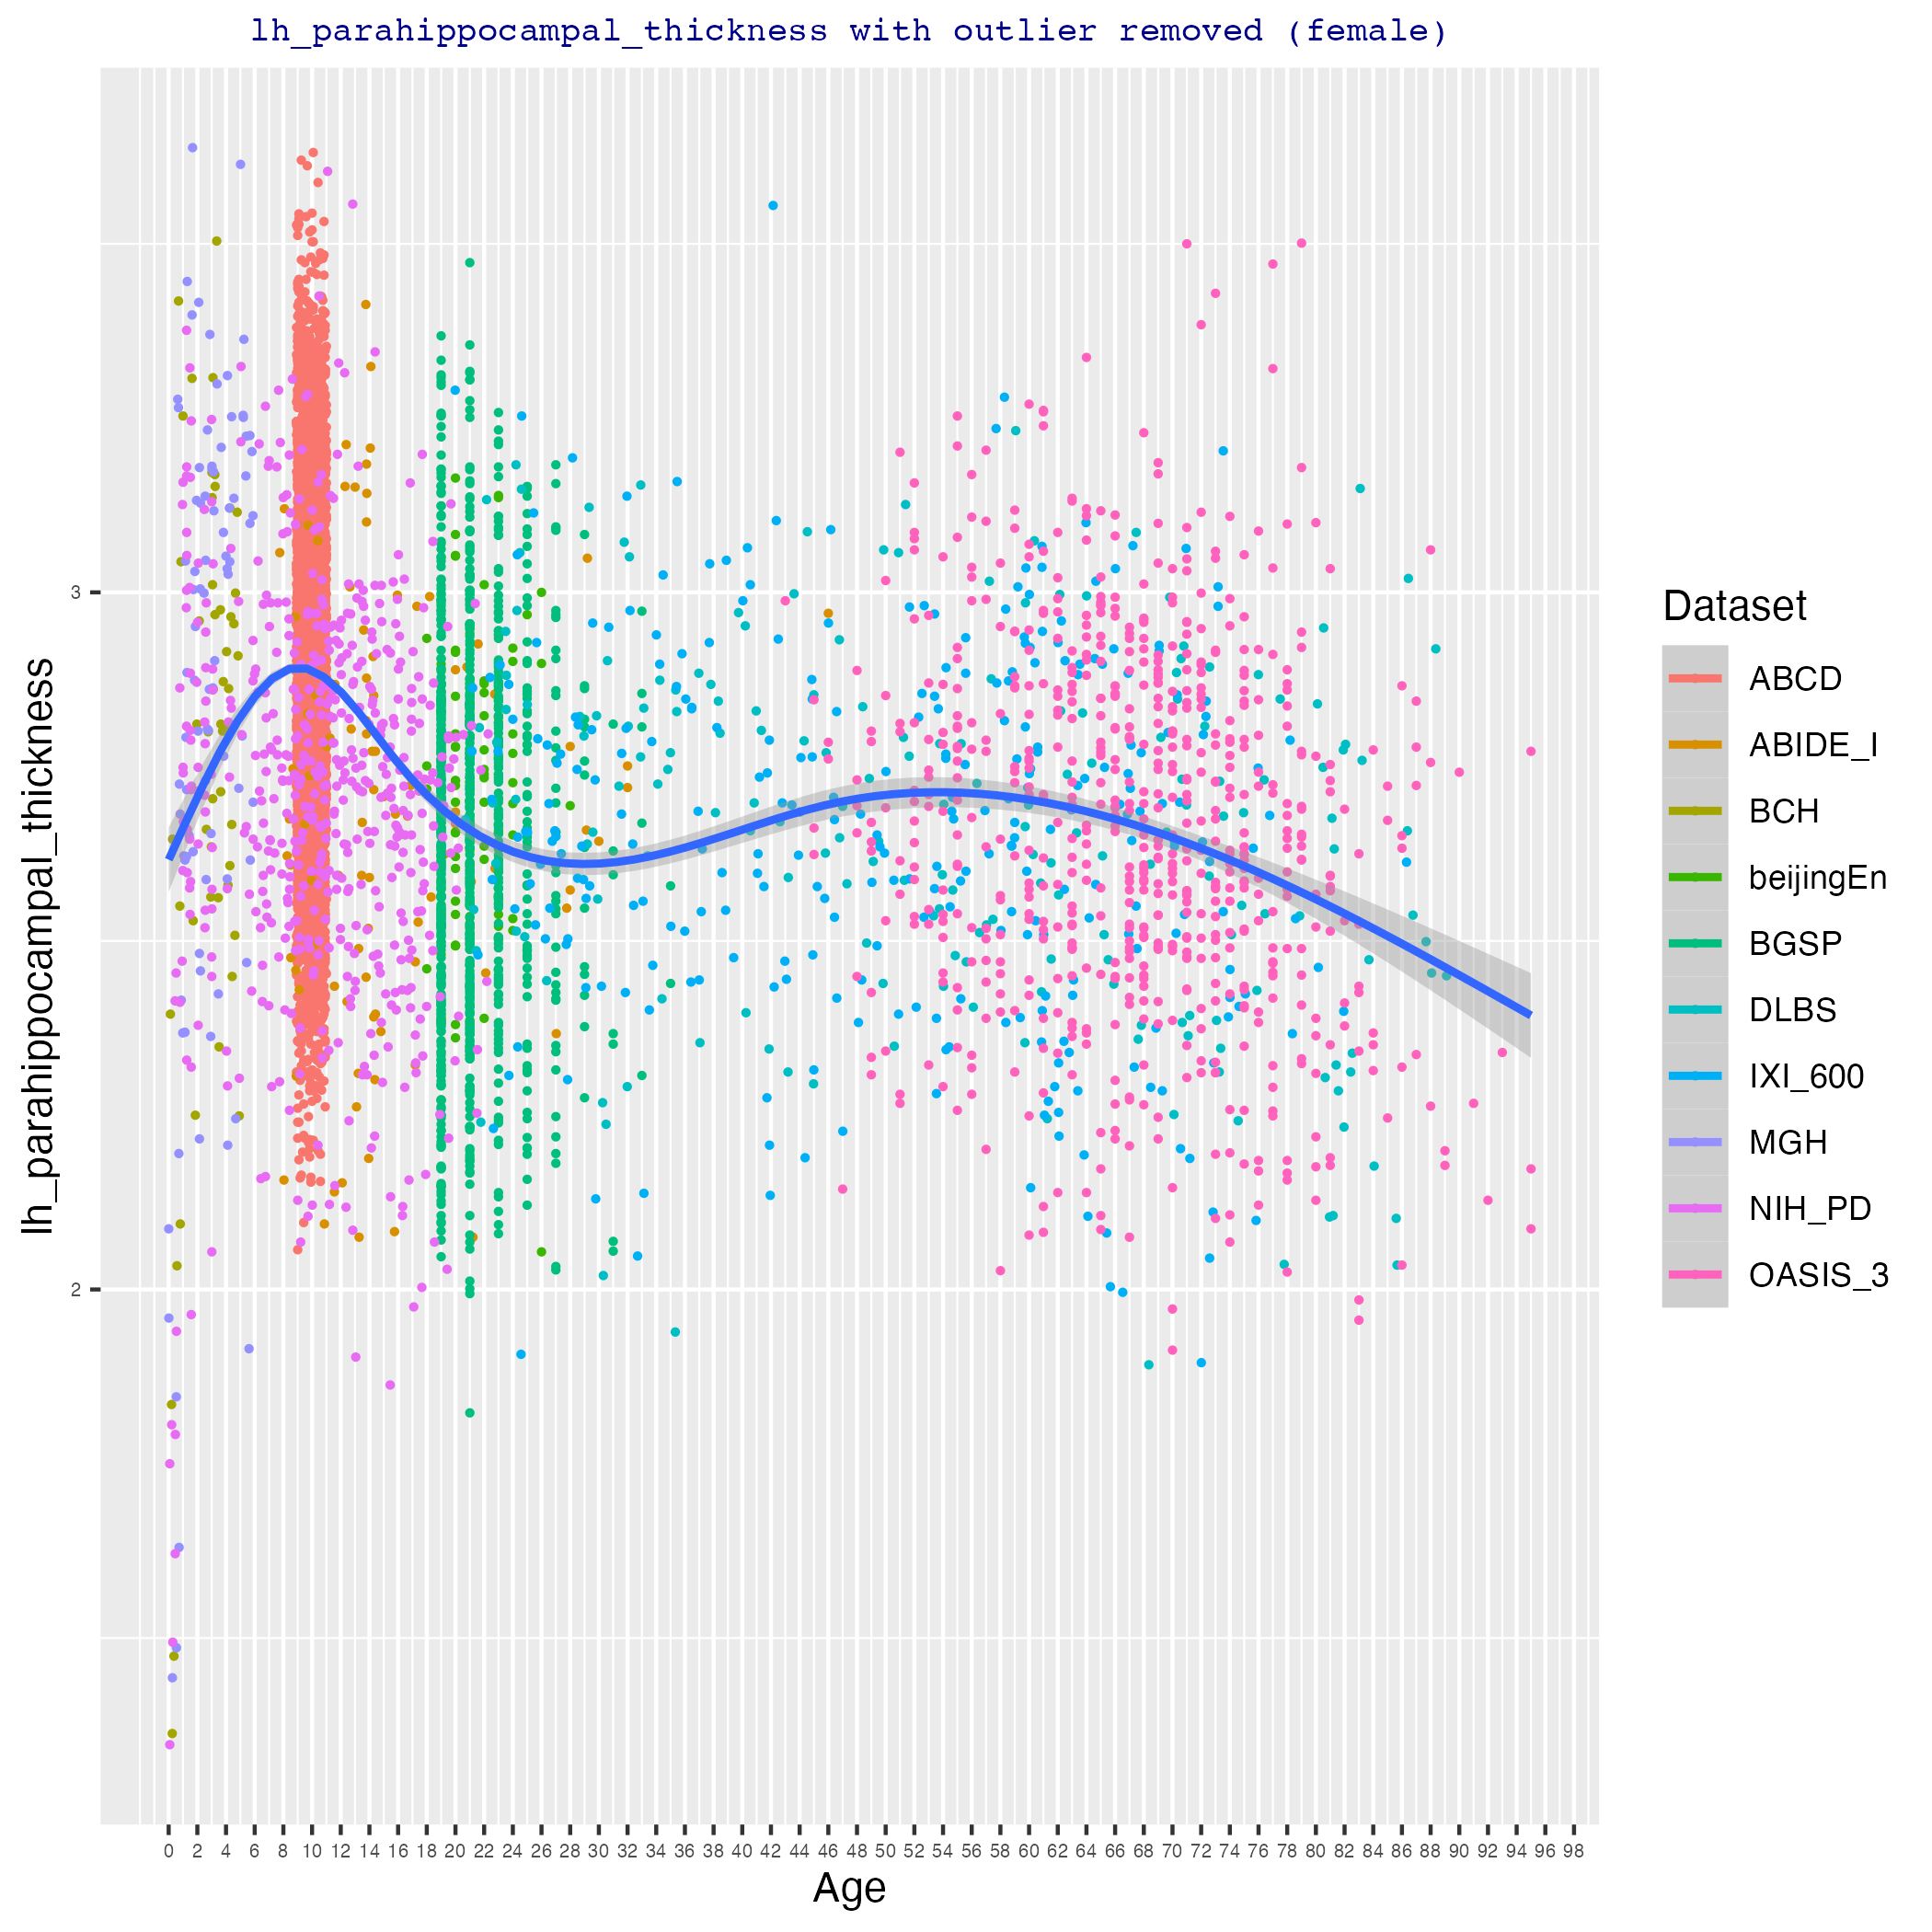 lh_parahippocampal_thickness with outlier removed (female)
lh_parahippocampal_thickness
3
2
0 2 4 6 8 10 12 14 16 18 20 22 24 26 28 30 32 34 36 38 40 42 44 46 48 50 52 54 56 58 60 62 64 66 68 70 72 74 76 78 80 82 84 86 88 90 92 94 96 98
Age
Dataset
ABCD
ABIDE_I
BCH
beijingEn
BGSP
DLBS
IXI_600
MGH
NIH_PD
OASIS_3